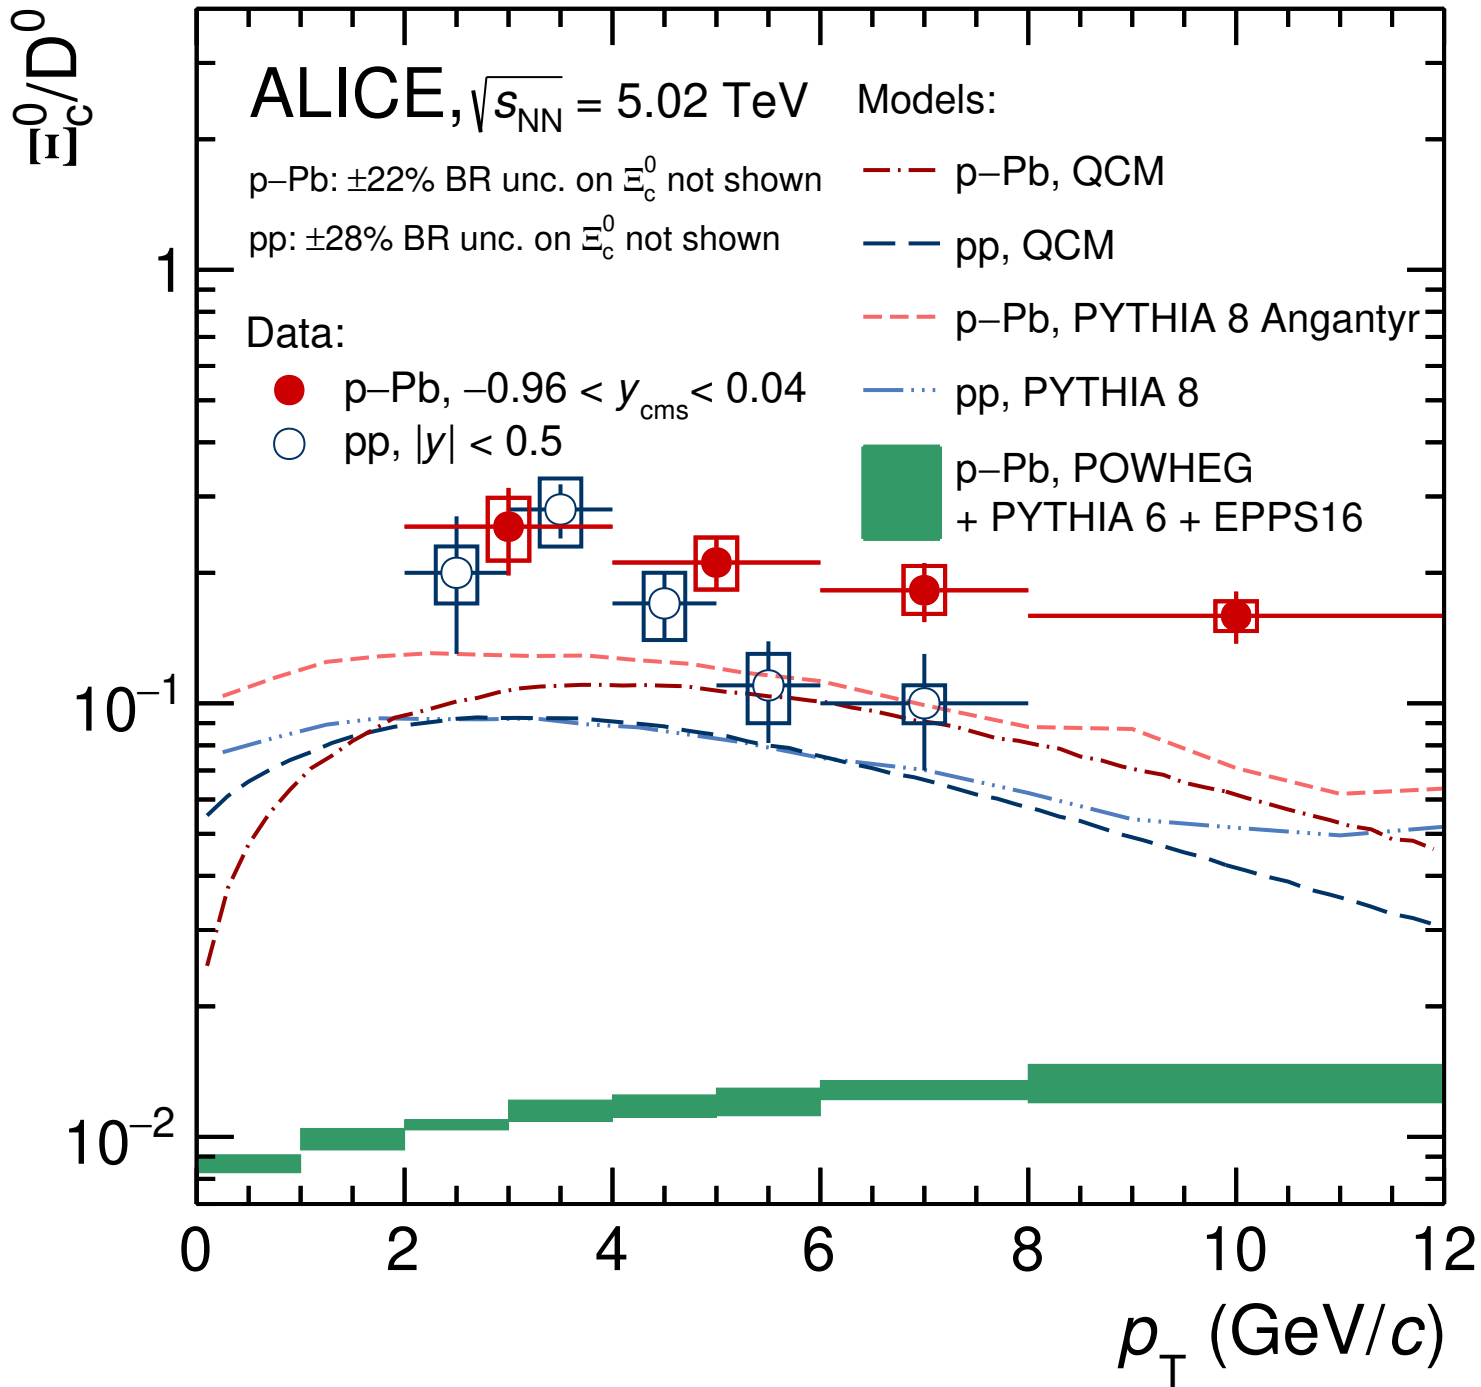 Ξ⁰c/D⁰
ALICE, √sNN = 5.02 TeV
p−Pb: ±22% BR unc. on Ξ⁰c not shown
pp: ±28% BR unc. on Ξ⁰c not shown
Data:
p−Pb, −0.96 < ycms< 0.04
pp, |y| < 0.5
Models:
p−Pb, QCM
pp, QCM
p−Pb, PYTHIA 8 Angantyr
pp, PYTHIA 8
p−Pb, POWHEG
+ PYTHIA 6 + EPPS16
1
10⁻¹
10⁻²
0 2 4 6 8 10 12
pT (GeV/c)